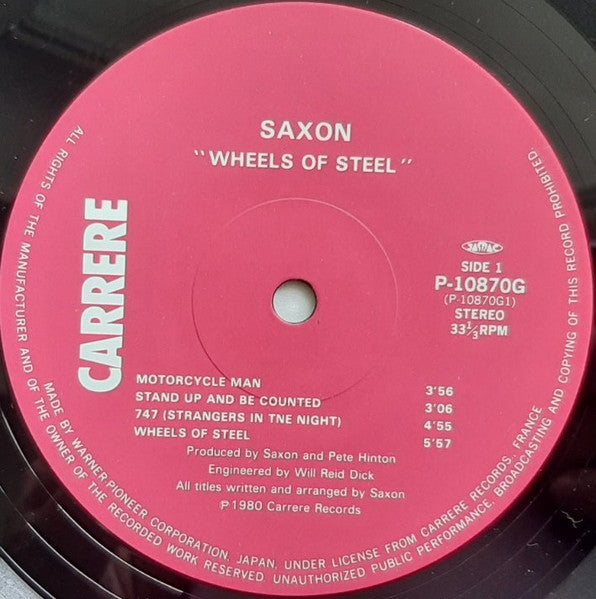 SAXON
"WHEELS OF STEEL"
CARRERE
JASRAC
SIDE 1
P-10870G
(P-10870G1)
STEREO
33⅓RPM
MOTORCYCLE MAN 3'56
STAND UP AND BE COUNTED 3'06
747 (STRANGERS IN TNE NIGHT) 4'55
WHEELS OF STEEL 5'57
Produced by Saxon and Pete Hinton
Engineered by Will Reid Dick
All titles written and arranged by Saxon
℗1980 Carrere Records
MADE BY WARNER-PIONEER CORPORATION, JAPAN, UNDER LICENSE FROM CARRERE RECORDS, FRANCE
ALL RIGHTS OF THE MANUFACTURER AND OF THE OWNER OF THE RECORDED WORK RESERVED. UNAUTHORIZED PUBLIC PERFORMANCE, BROADCASTING AND COPYING OF THIS RECORD PROHIBITED.